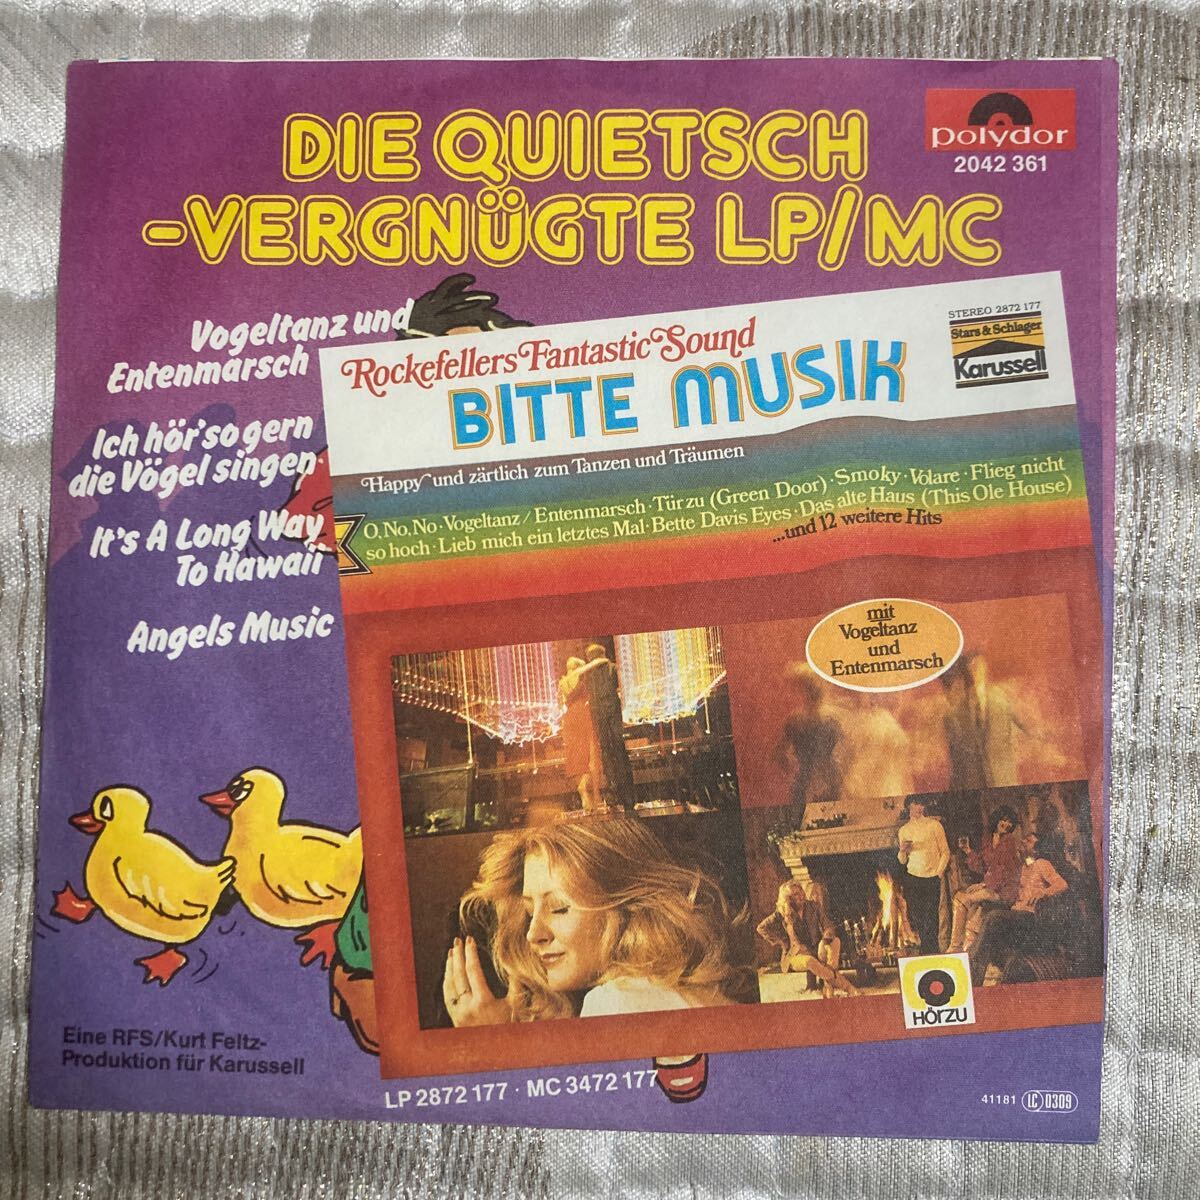 DIE QUIETSCH
-VERGNÜGTE LP/MC
polydor
2042 361
Vogeltanz und
Entenmarsch
Ich hör' so gern
die Vögel singen
It's A Long Way
To Hawaii
Angels Music
STEREO 2872 177
Stars & Schlager
Karussell
Rockefellers Fantastic Sound
BITTE MUSIK
Happy und zärtlich zum Tanzen und Träumen
O, No, No · Vogeltanz / Entenmarsch · Tür zu (Green Door) · Smoky · Volare · Flieg nicht
so hoch · Lieb mich ein letztes Mal · Bette Davis Eyes · Das alte Haus (This Ole House)
...und 12 weitere Hits
mit
Vogeltanz
und
Entenmarsch
HÖRZU
Eine RFS/Kurt Feltz-
Produktion für Karussell
LP 2872 177 · MC 3472 177
41181 LC 0309